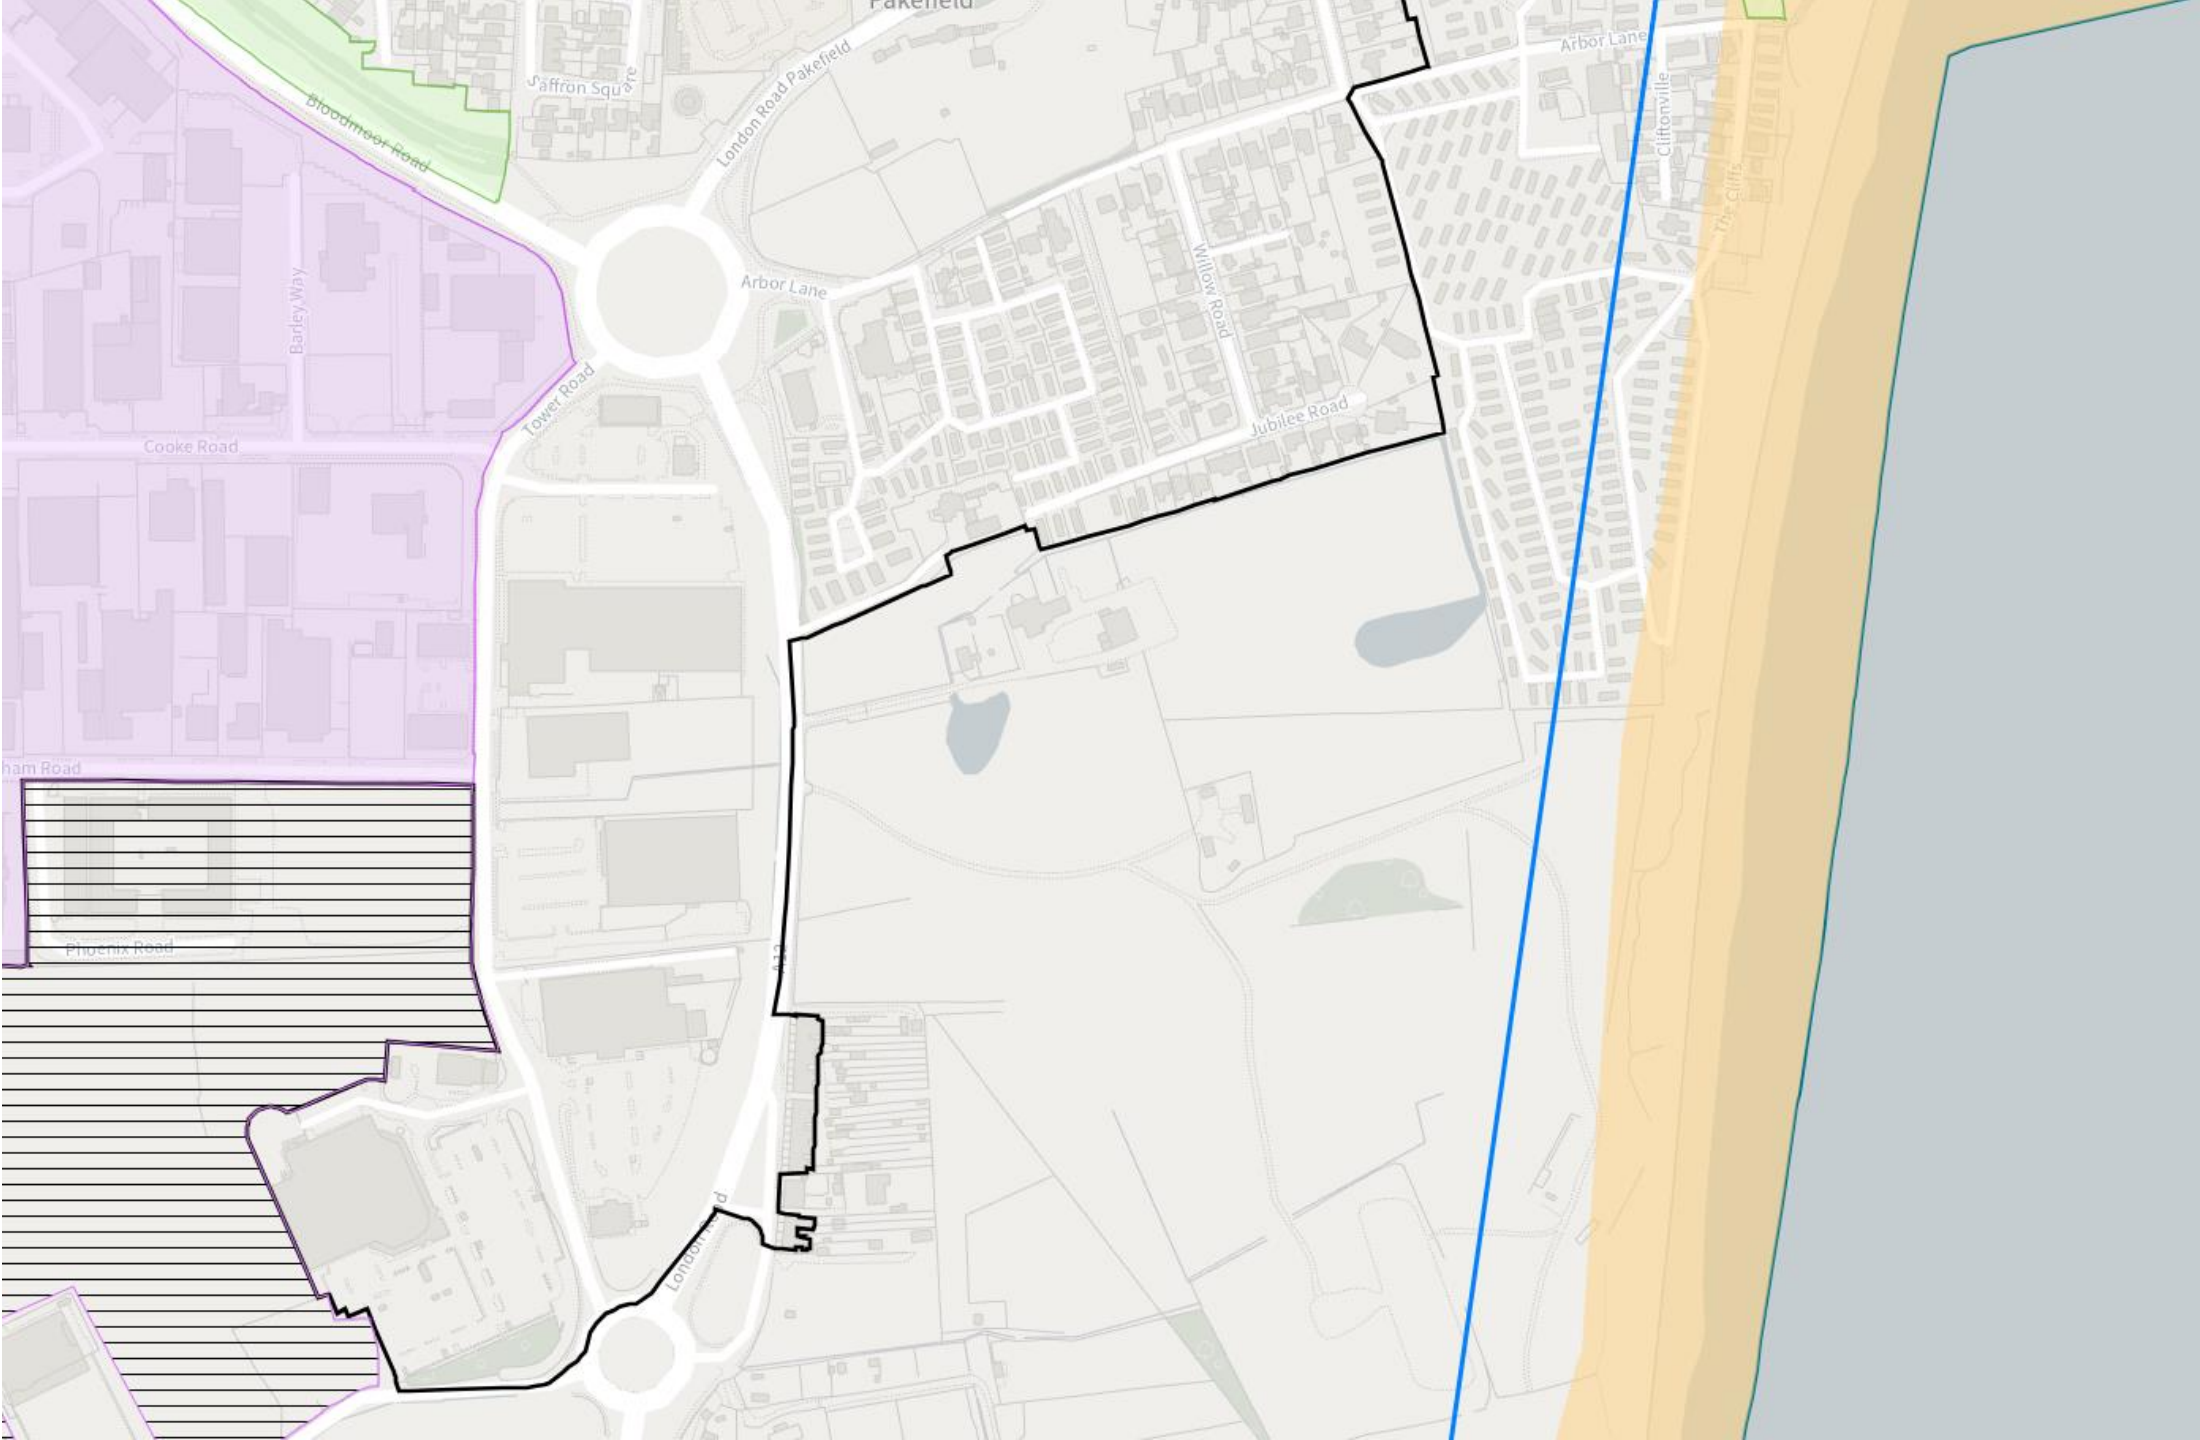 Pakefield
Arbor Lane
Saffron Square
London Road Pakefield
Cliftonville
Bloodmoor Road
The Cliffs
Arbor Lane
Willow Road
Barley Way
Tower Road
Jubilee Road
Cooke Road
ham Road
Phoenix Road
A12
London Road